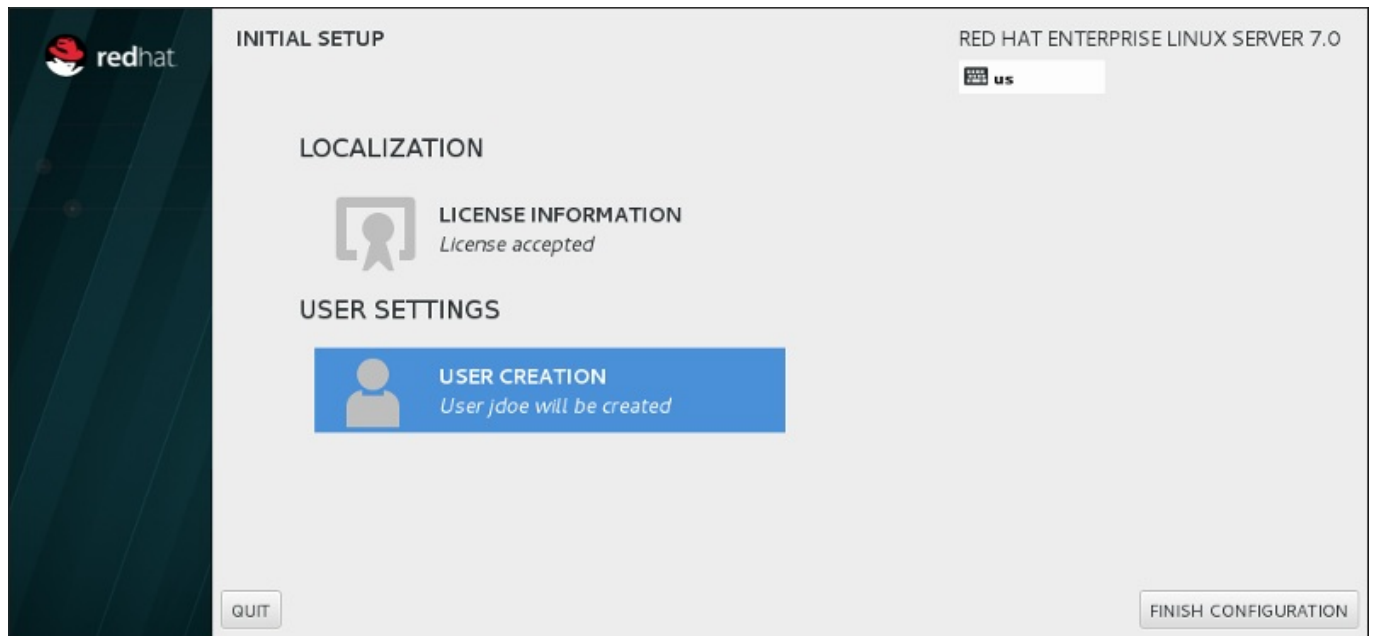 redhat
INITIAL SETUP
RED HAT ENTERPRISE LINUX SERVER 7.0
us
LOCALIZATION
LICENSE INFORMATION
License accepted
USER SETTINGS
USER CREATION
User jdoe will be created
QUIT
FINISH CONFIGURATION